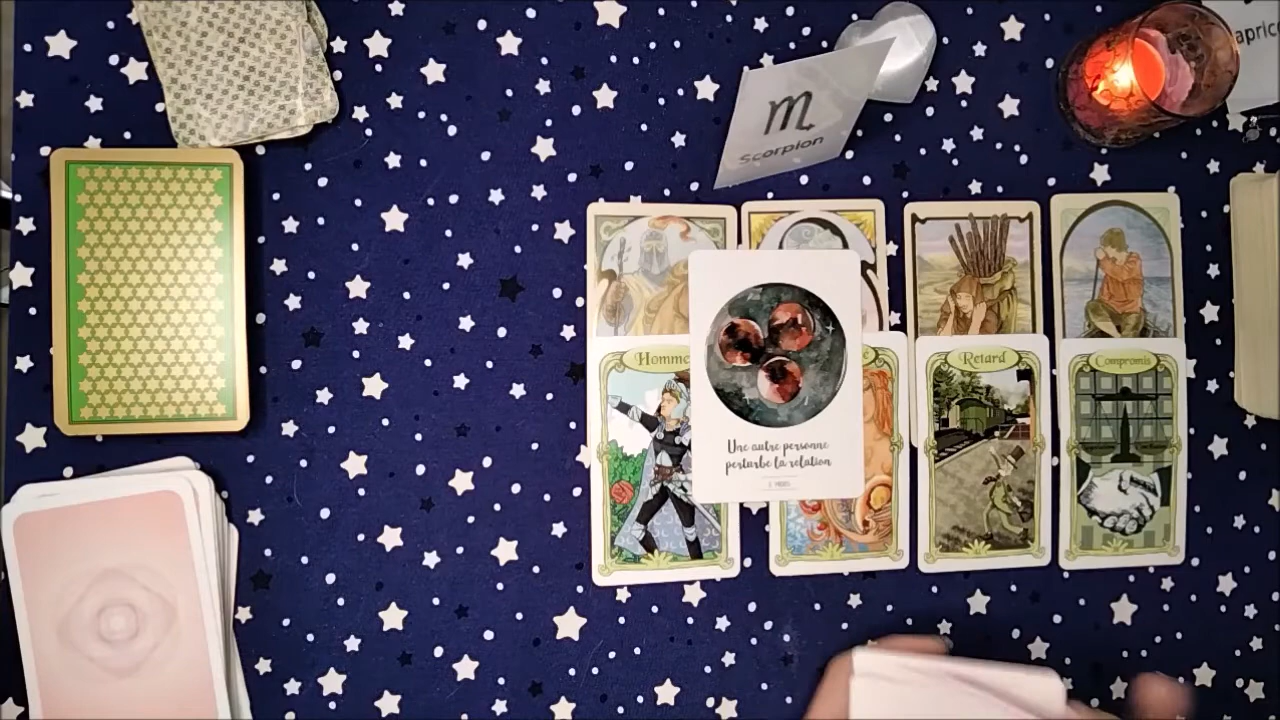 ♏
Scorpion
Homme
Retard
Compromis
Une autre personne
perturbe la relation